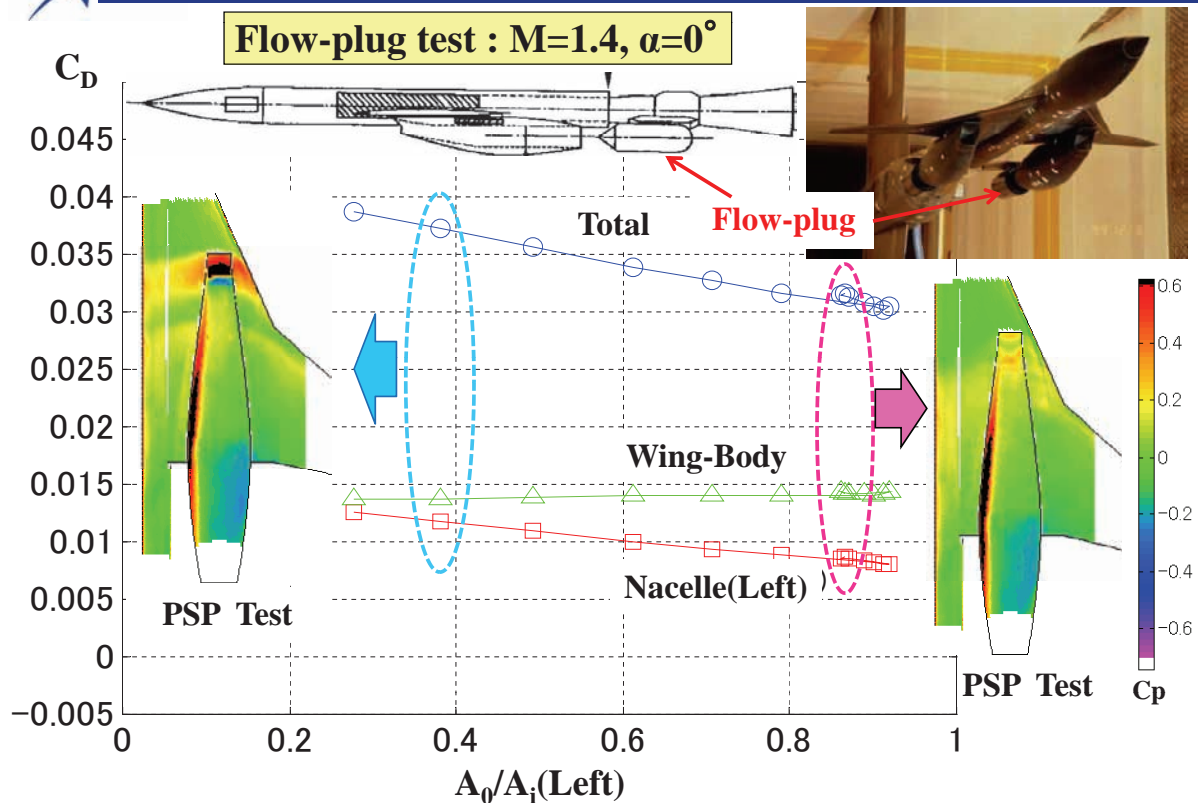 Flow-plug test : M=1.4, α=0°
C_D
0.045
0.04
0.035
0.03
0.025
0.02
0.015
0.01
0.005
0
−0.005
Total
Flow-plug
Wing-Body
Nacelle(Left)
PSP Test
PSP Test
0.6
0.4
0.2
0
−0.2
−0.4
−0.6
Cp
0
0.2
0.4
0.6
0.8
1
A_0/A_i(Left)